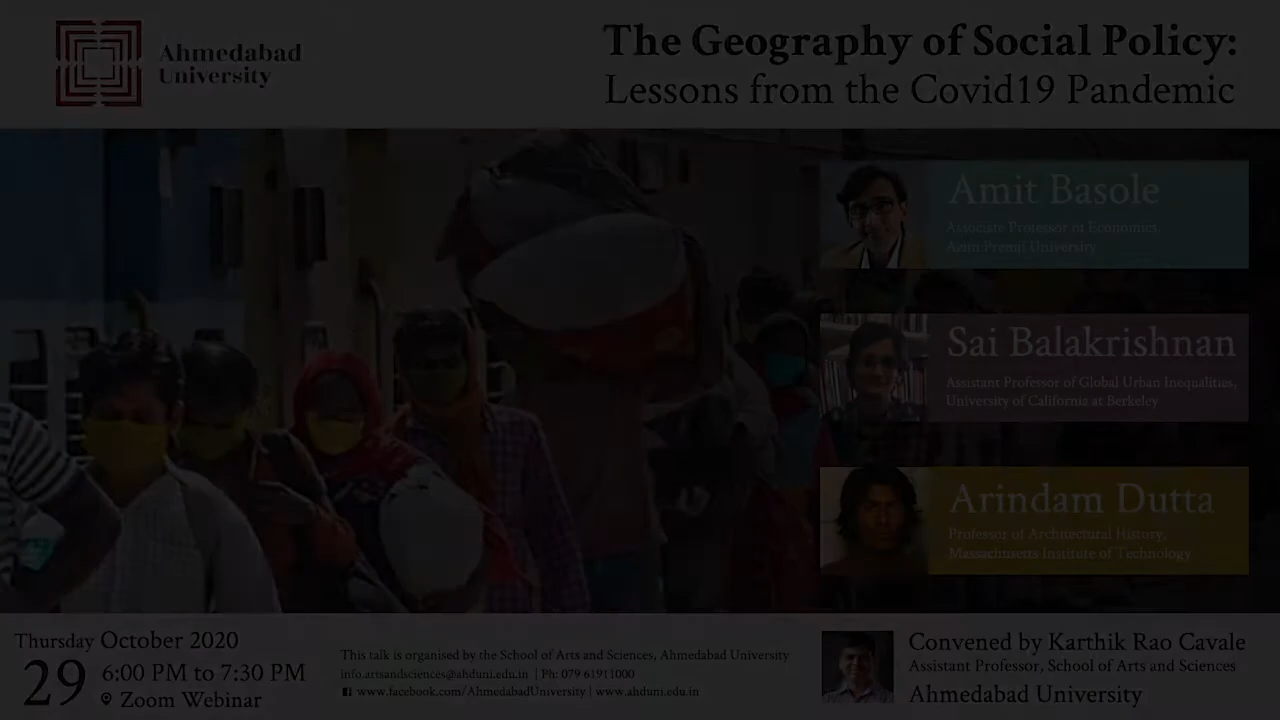 Ahmedabad
University
The Geography of Social Policy:
Lessons from the Covid19 Pandemic
Amit Basole
Associate Professor of Economics,
Azim Premji University
Sai Balakrishnan
Assistant Professor of Global Urban Inequalities,
University of California at Berkeley
Arindam Dutta
Professor of Architectural History,
Massachusetts Institute of Technology
Thursday October 2020
29 6:00 PM to 7:30 PM
Zoom Webinar
This talk is organised by the School of Arts and Sciences, Ahmedabad University
info.artsandsciences@ahduni.edu.in | Ph: 079 61911000
www.facebook.com/AhmedabadUniversity | www.ahduni.edu.in
Convened by Karthik Rao Cavale
Assistant Professor, School of Arts and Sciences
Ahmedabad University